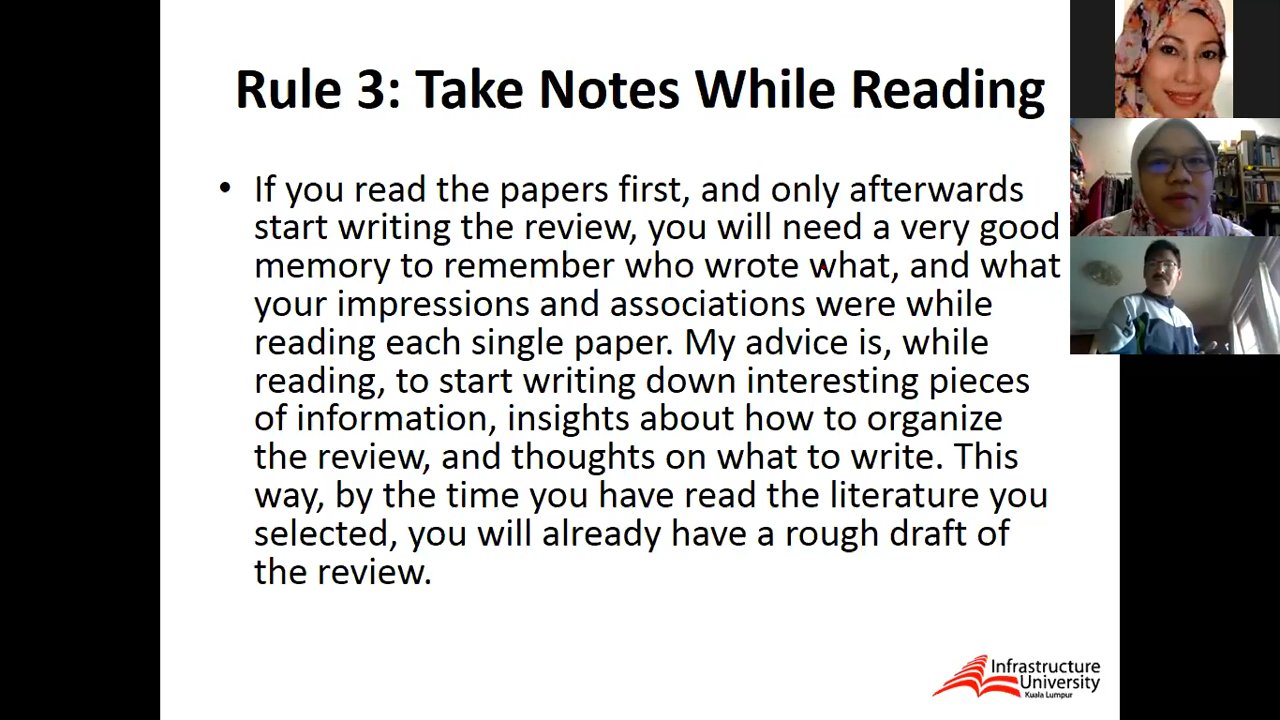 Rule 3: Take Notes While Reading
• If you read the papers first, and only afterwards
start writing the review, you will need a very good
memory to remember who wrote what, and what
your impressions and associations were while
reading each single paper. My advice is, while
reading, to start writing down interesting pieces
of information, insights about how to organize
the review, and thoughts on what to write. This
way, by the time you have read the literature you
selected, you will already have a rough draft of
the review.
Infrastructure
University
Kuala Lumpur